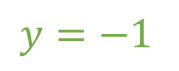 y = −1